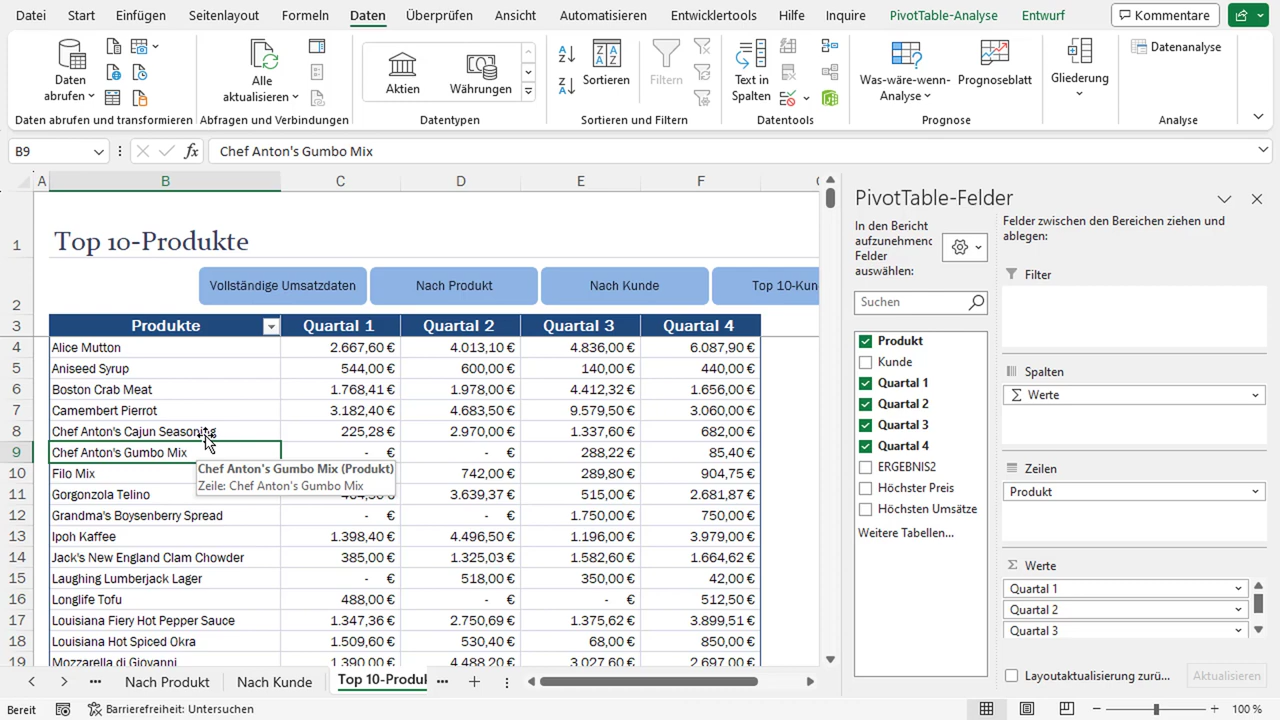 Datei Start Einfügen Seitenlayout Formeln Daten Überprüfen Ansicht Automatisieren Entwicklertools Hilfe Inquire PivotTable-Analyse Entwurf Kommentare
Daten abrufen
Alle aktualisieren
Aktien
Währungen
Sortieren
Filtern
Text in Spalten
Was-wäre-wenn-Analyse
Prognoseblatt
Gliederung
Datenanalyse
Daten abrufen und transformieren Abfragen und Verbindungen Datentypen Sortieren und Filtern Datentools Prognose Analyse
B9 fx Chef Anton's Gumbo Mix
A B C D E F
1 Top 10-Produkte
2 Vollständige Umsatzdaten Nach Produkt Nach Kunde Top 10-Kun
3 Produkte Quartal 1 Quartal 2 Quartal 3 Quartal 4
4 Alice Mutton 2.667,60 € 4.013,10 € 4.836,00 € 6.087,90 €
5 Aniseed Syrup 544,00 € 600,00 € 140,00 € 440,00 €
6 Boston Crab Meat 1.768,41 € 1.978,00 € 4.412,32 € 1.656,00 €
7 Camembert Pierrot 3.182,40 € 4.683,50 € 9.579,50 € 3.060,00 €
8 Chef Anton's Cajun Seasoning 225,28 € 2.970,00 € 1.337,60 € 682,00 €
9 Chef Anton's Gumbo Mix - € - € 288,22 € 85,40 €
Chef Anton's Gumbo Mix (Produkt)
Zeile: Chef Anton's Gumbo Mix
10 Filo Mix 742,00 € 289,80 € 904,75 €
11 Gorgonzola Telino 3.639,37 € 515,00 € 2.681,87 €
12 Grandma's Boysenberry Spread - € - € 1.750,00 € 750,00 €
13 Ipoh Kaffee 1.398,40 € 4.496,50 € 1.196,00 € 3.979,00 €
14 Jack's New England Clam Chowder 385,00 € 1.325,03 € 1.582,60 € 1.664,62 €
15 Laughing Lumberjack Lager - € 518,00 € 350,00 € 42,00 €
16 Longlife Tofu 488,00 € - € - € 512,50 €
17 Louisiana Fiery Hot Pepper Sauce 1.347,36 € 2.750,69 € 1.375,62 € 3.899,51 €
18 Louisiana Hot Spiced Okra 1.509,60 € 530,40 € 68,00 € 850,00 €
19 Mozzarella di Giovanni 1.390,00 € 4.488,20 € 3.027,60 € 2.697,00 €
Nach Produkt Nach Kunde Top 10-Produk
PivotTable-Felder
In den Bericht
aufzunehmenc
Felder
auswählen:
Suchen
Produkt
Kunde
Quartal 1
Quartal 2
Quartal 3
Quartal 4
ERGEBNIS2
Höchster Preis
Höchsten Umsätze
Weitere Tabellen...
Felder zwischen den Bereichen ziehen und
ablegen:
Filter
Spalten
Σ Werte
Zeilen
Produkt
Σ Werte
Quartal 1
Quartal 2
Quartal 3
Layoutaktualisierung zurü... Aktualisieren
Bereit Barrierefreiheit: Untersuchen 100 %